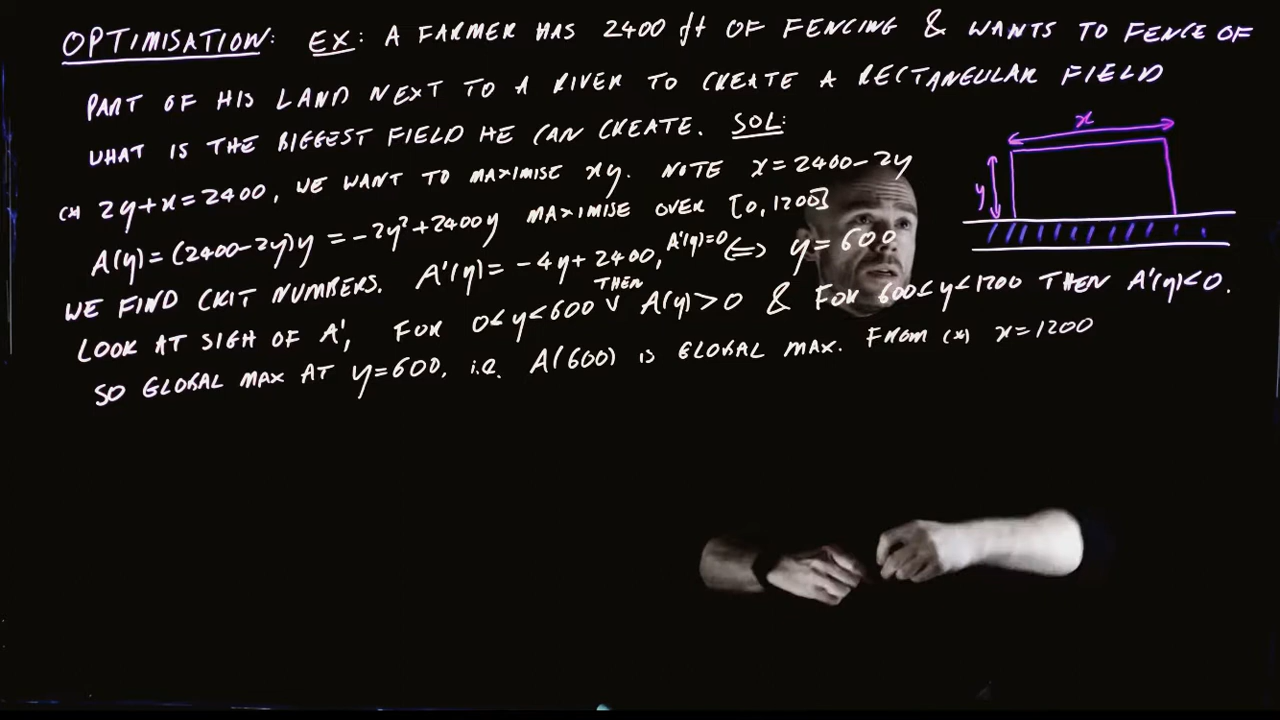 OPTIMISATION: EX: A FARMER HAS 2400 ft OF FENCING & WANTS TO FENCE OF
PART OF HIS LAND NEXT TO A RIVER TO CREATE A RECTANGULAR FIELD
WHAT IS THE BIGGEST FIELD HE CAN CREATE. SOL:
x
y
(*) 2y+x=2400, WE WANT TO MAXIMISE xy. NOTE x=2400-2y
A(y)=(2400-2y)y = -2y²+2400y MAXIMISE OVER [0,1200]
WE FIND CRIT NUMBERS. A'(y)= -4y+2400, A'(y)=0 ⟺ y=600
LOOK AT SIGH OF A', FOR 0<y<600 THEN A(y)>0 & FOR 600<y<1200 THEN A'(y)<0.
SO GLOBAL MAX AT y=600, i.e. A(600) IS GLOBAL MAX. FROM (*) x=1200